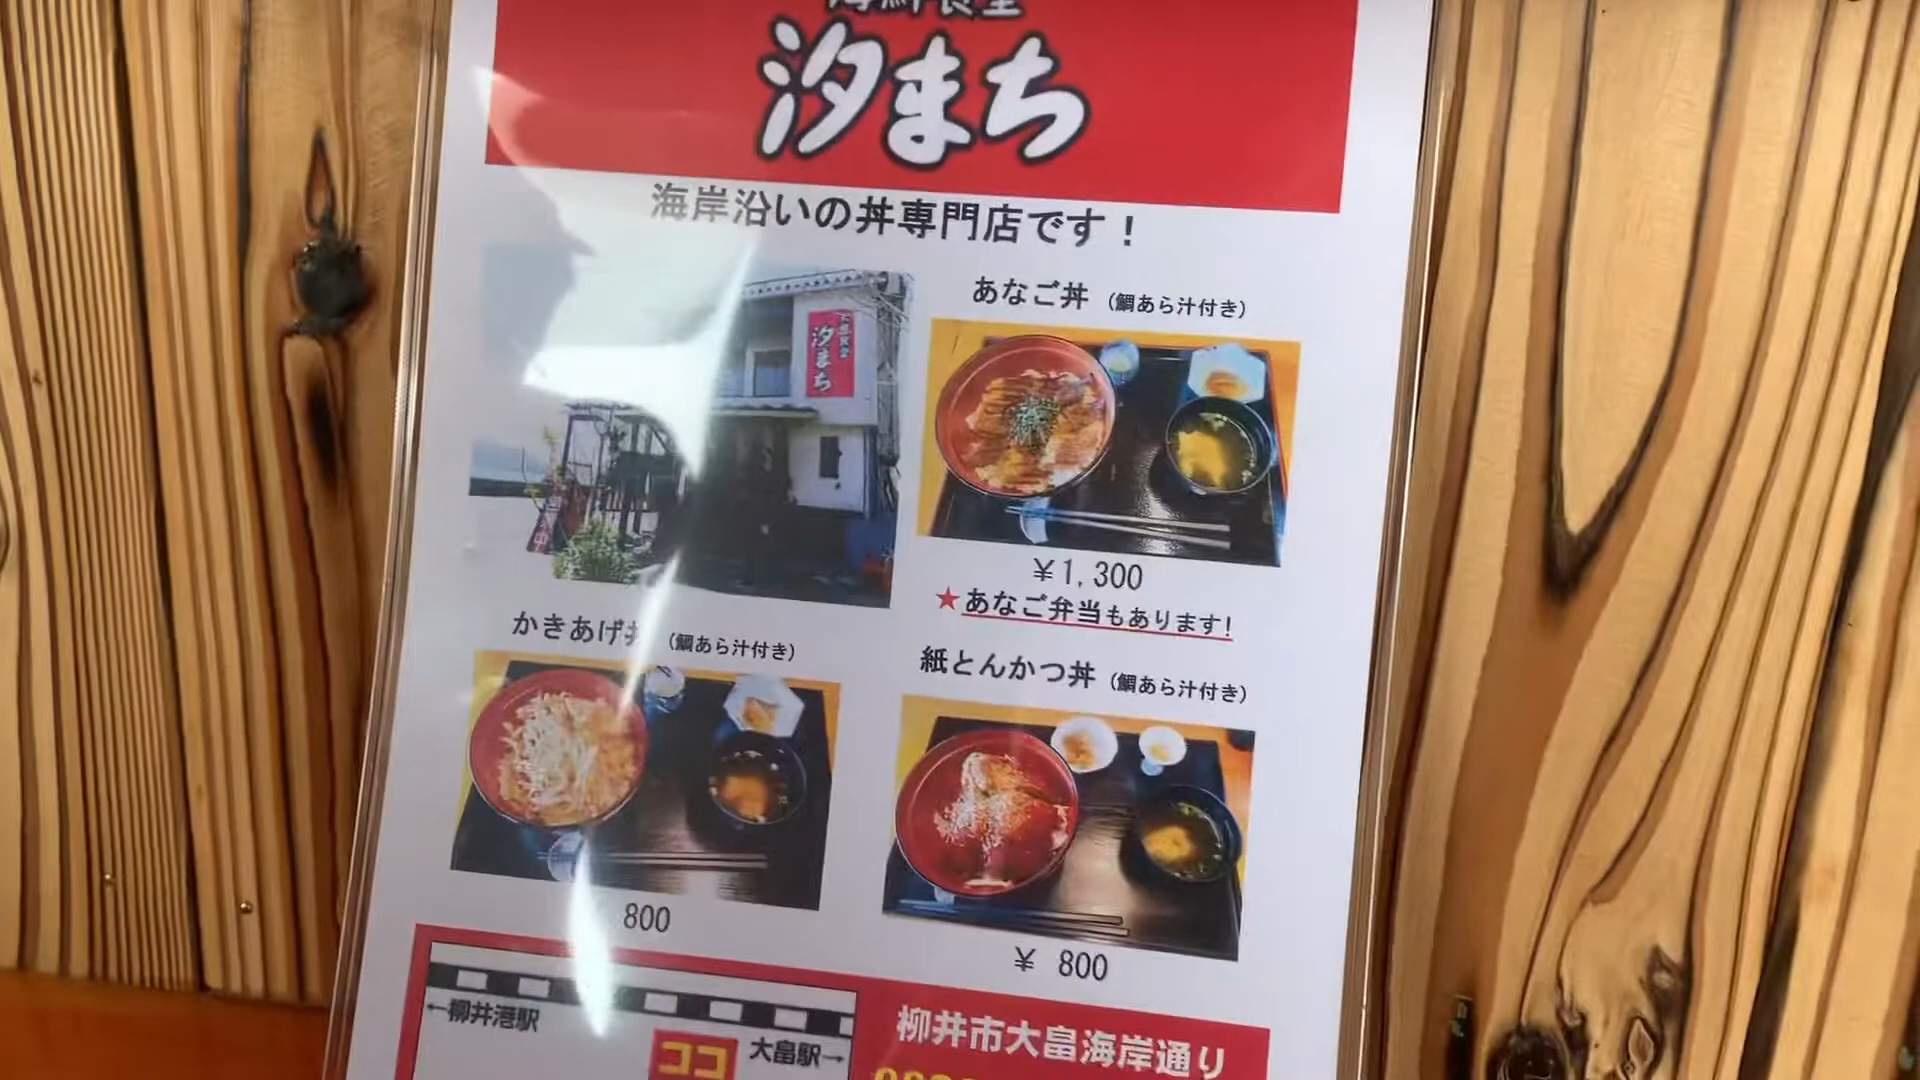 海鮮食堂
汐まち
海岸沿いの丼専門店です！
汐まち
あなご丼 (鯛あら汁付き)
￥1,300
★あなご弁当もあります!
かきあげ丼 (鯛あら汁付き)
800
紙とんかつ丼 (鯛あら汁付き)
￥ 800
←柳井港駅
ココ
大畠駅→
柳井市大畠海岸通り